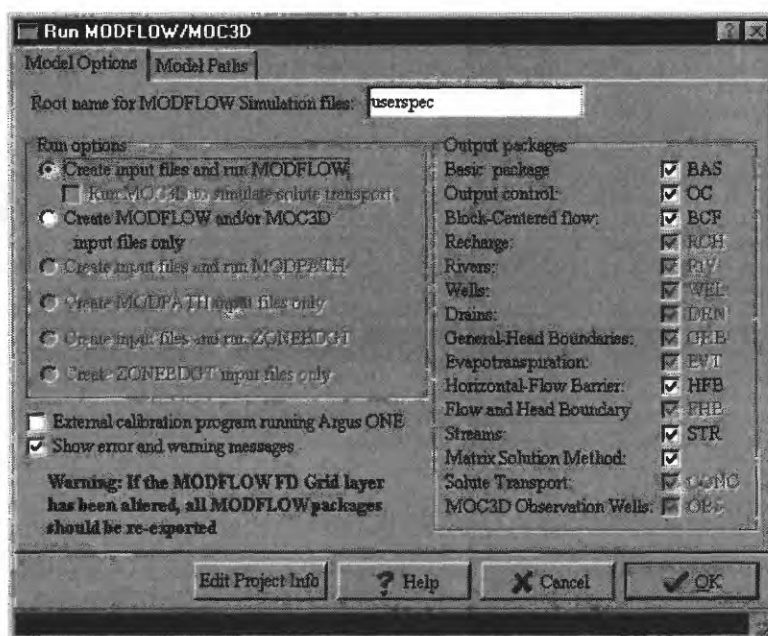 Run MODFLOW/MOC3D
Model Options Model Paths
Root name for MODFLOW Simulation files: userspec
Run options
Create input files and run MODFLOW
Run MOC3D to simulate solute transport
Create MODFLOW and/or MOC3D
input files only
Create input files and run MODPATH
Create MODPATH input files only
Create input files and run ZONEBDGT
Create ZONEBDGT input files only
External calibration program running Argus ONE
Show error and warning messages
Warning: If the MODFLOW FD Grid layer
has been altered, all MODFLOW packages
should be re-exported
Output packages
Basic package BAS
Output control: OC
Block-Centered flow: BCF
Recharge: RCH
Rivers: RIV
Wells: WEL
Drains: DRN
General-Head Boundaries: GHB
Evapotranspiration: EVT
Horizontal-Flow Barrier: HFB
Flow and Head Boundary FHB
Streams: STR
Matrix Solution Method:
Solute Transport: CONC
MOC3D Observation Wells: OBS
Edit Project Info ? Help Cancel OK